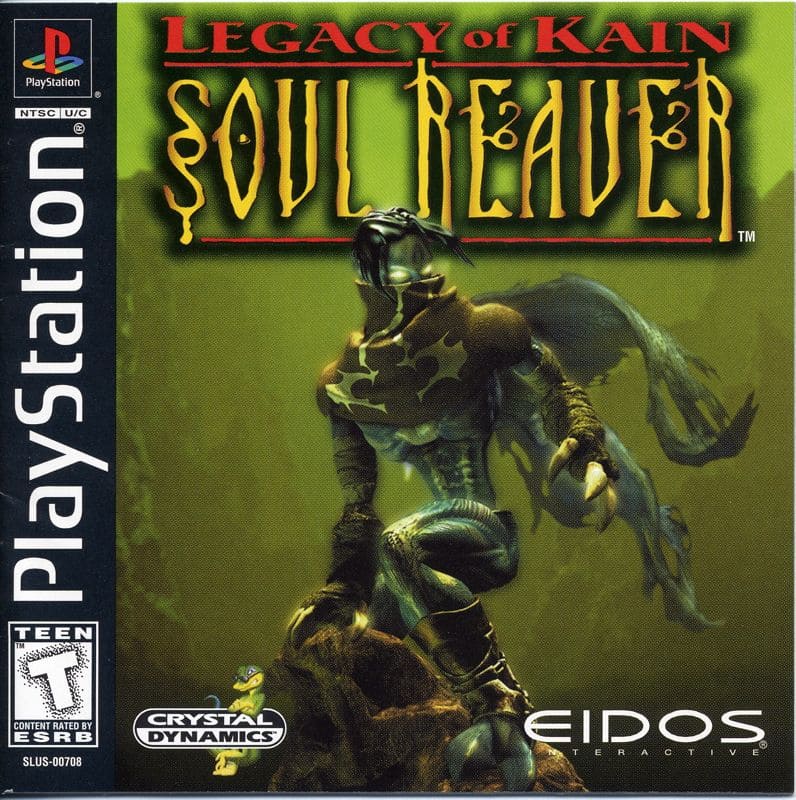 PlayStation
®
NTSC U/C
PlayStation®
TEEN
™
T
CONTENT RATED BY
ESRB
SLUS-00708
LEGACY of KAIN
SOUL REAVER
™
CRYSTAL
DYNAMICS®
EIDOS
INTERACTIVE®